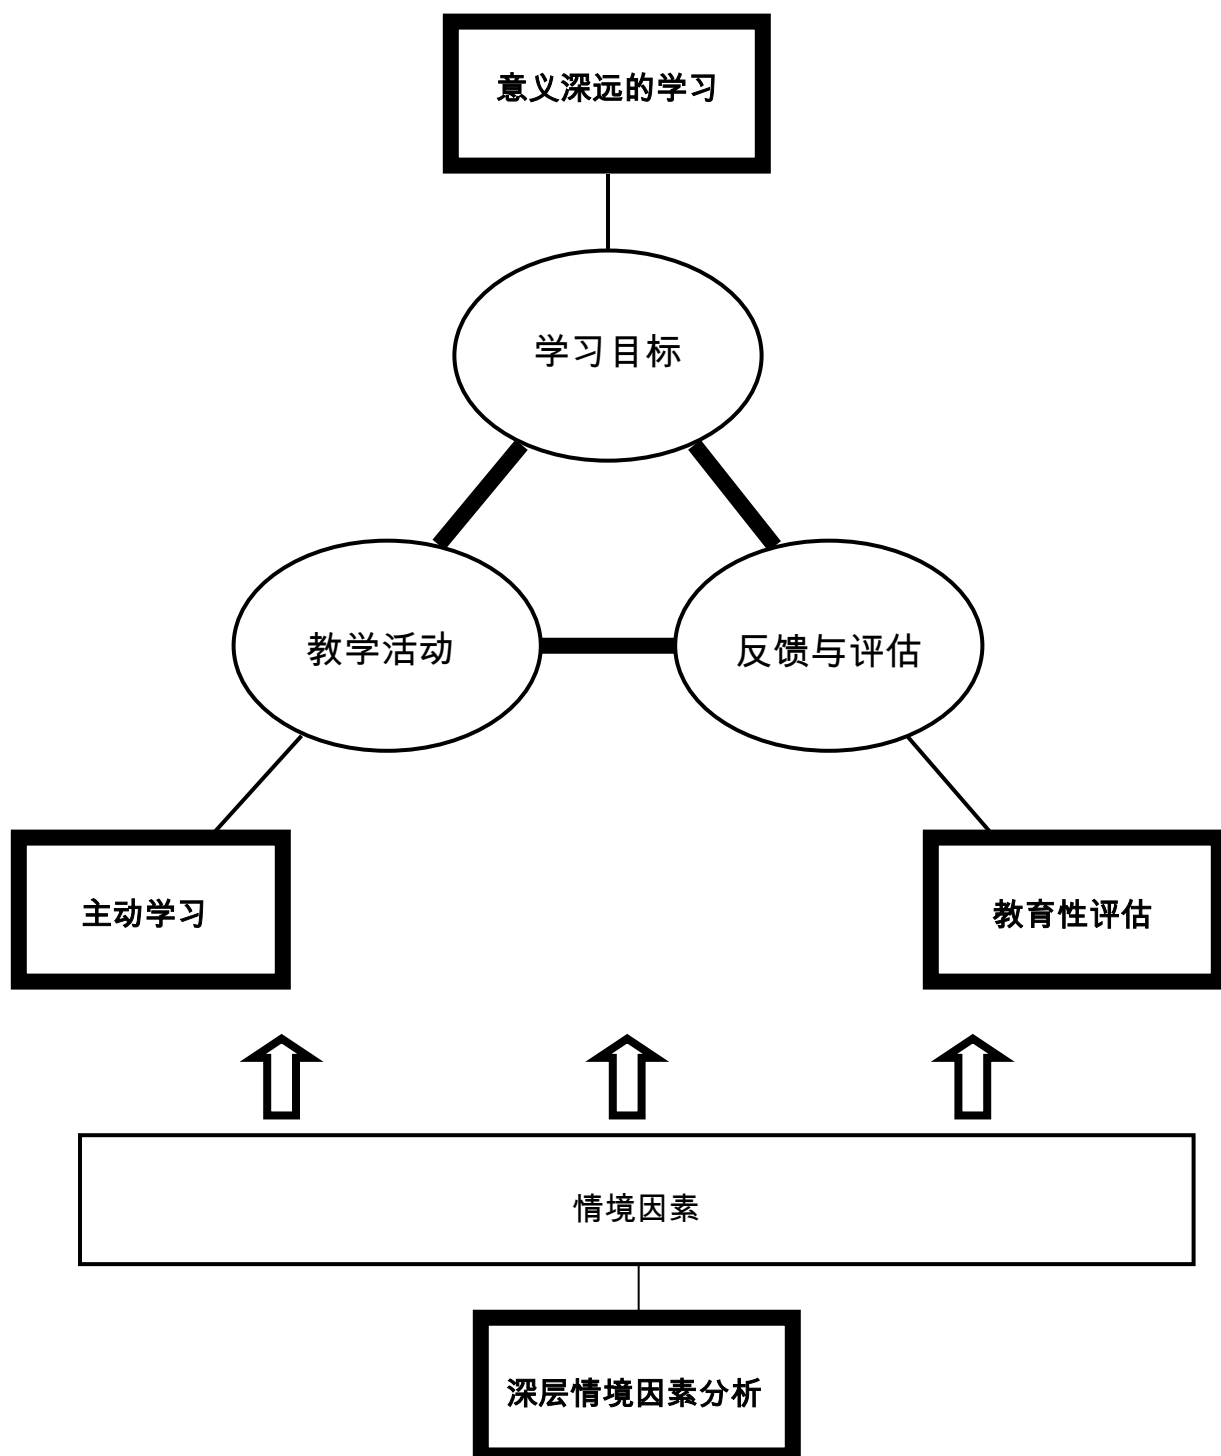 意义深远的学习
学习目标
教学活动
反馈与评估
主动学习
教育性评估
情境因素
深层情境因素分析